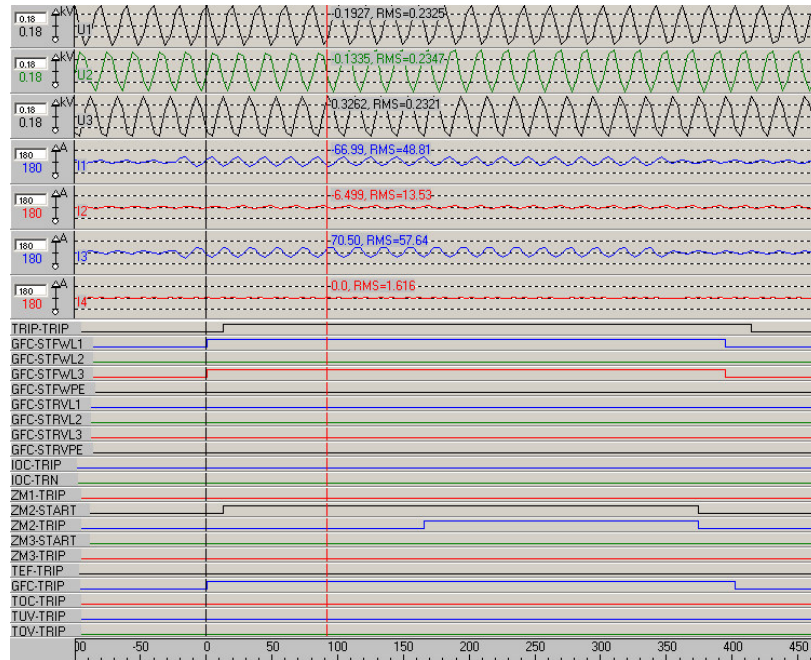 0.18 kV -0.1927, RMS=0.2325
0.18 U1
0.18 kV -0.1335, RMS=0.2347
0.18 U2
0.18 kV 0.3262, RMS=0.2321
0.18 U3
180 A -66.99, RMS=48.81
180 I1
180 A -6.499, RMS=13.53
180 I2
180 A 70.50, RMS=57.64
180 I3
180 A 0.0, RMS=1.616
180 I4
TRIP-TRIP
GFC-STFWL1
GFC-STFWL2
GFC-STFWL3
GFC-STFWPE
GFC-STRVL1
GFC-STRVL2
GFC-STRVL3
GFC-STRVPE
IOC-TRIP
IOC-TRN
ZM1-TRIP
ZM2-START
ZM2-TRIP
ZM3-START
ZM3-TRIP
TEF-TRIP
GFC-TRIP
TOC-TRIP
TUV-TRIP
TOV-TRIP
00 -50 0 50 100 150 200 250 300 350 400 450